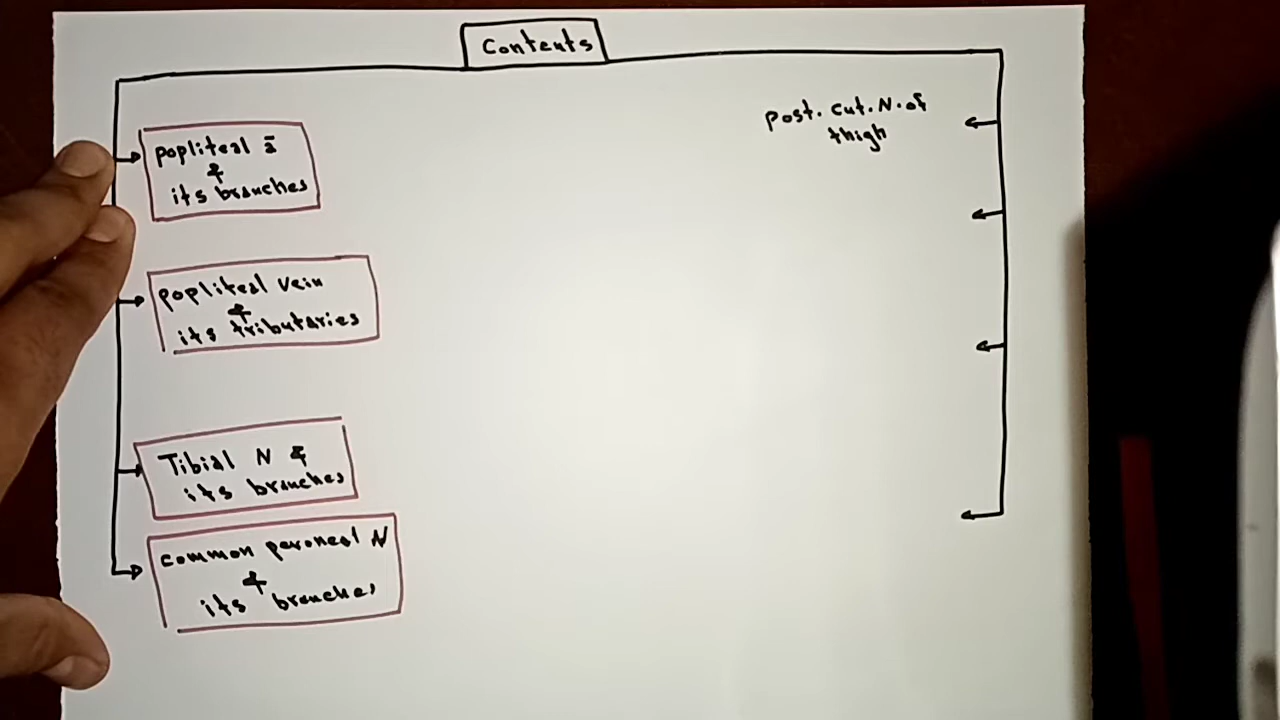 Contents
popliteal ā
&
its branches
popliteal vein
&
its tributaries
Tibial N &
its branches
common peroneal N
&
its branches
post. cut. N. of
thigh